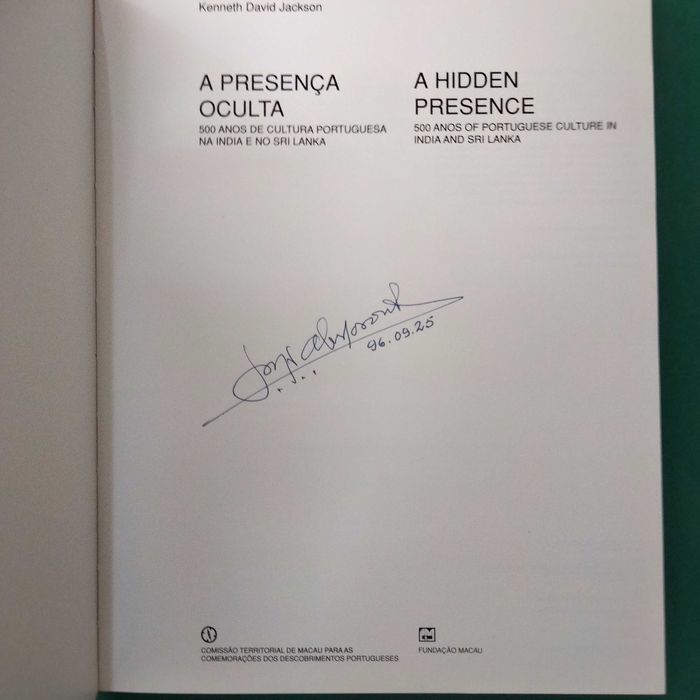 Kenneth David Jackson
A PRESENÇA
OCULTA
500 ANOS DE CULTURA PORTUGUESA
NA INDIA E NO SRI LANKA
A HIDDEN
PRESENCE
500 ANOS OF PORTUGUESE CULTURE IN
INDIA AND SRI LANKA
96.09.25
COMISSÃO TERRITORIAL DE MACAU PARA AS
COMEMORAÇÕES DOS DESCOBRIMENTOS PORTUGUESES
FUNDAÇÃO MACAU